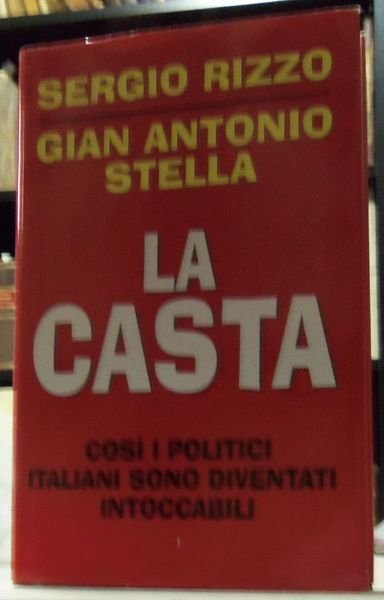 SERGIO RIZZO
GIAN ANTONIO
STELLA
LA
CASTA
COSÌ I POLITICI
ITALIANI SONO DIVENTATI
INTOCCABILI